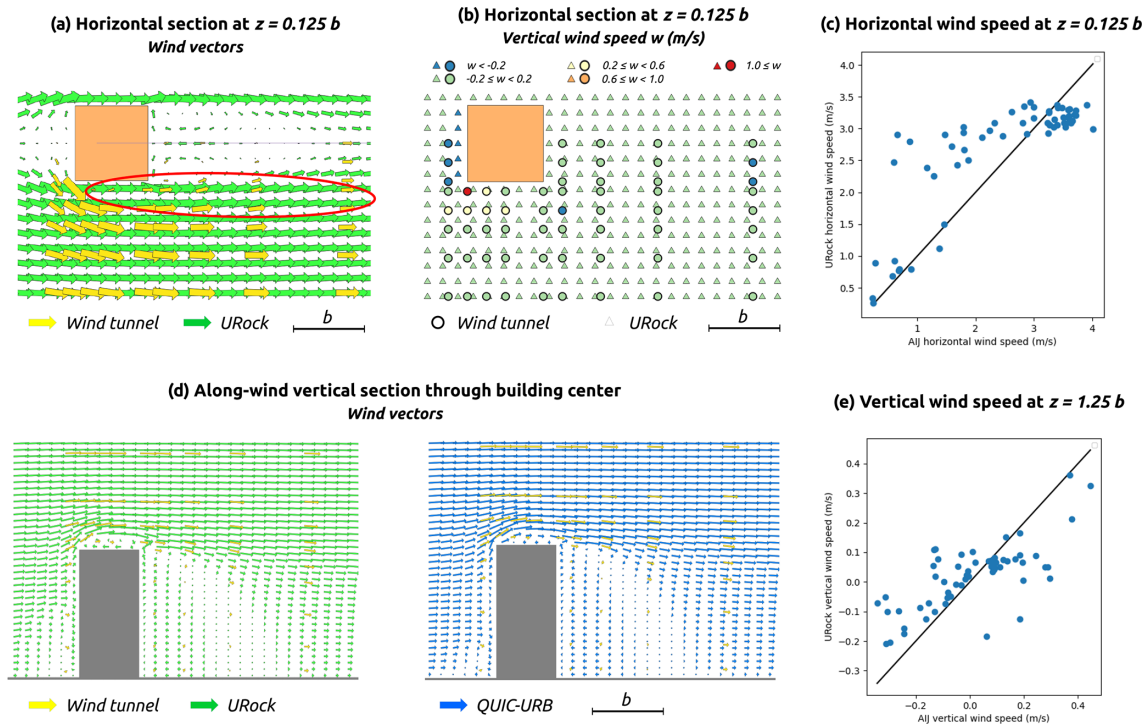 (a) Horizontal section at z = 0.125 b
Wind vectors
Wind tunnel
URock
b
(b) Horizontal section at z = 0.125 b
Vertical wind speed w (m/s)
w < -0.2
0.2 ≤ w < 0.6
1.0 ≤ w
-0.2 ≤ w < 0.2
0.6 ≤ w < 1.0
Wind tunnel
URock
b
(c) Horizontal wind speed at z = 0.125 b
URock horizontal wind speed (m/s)
4.0
3.5
3.0
2.5
2.0
1.5
1.0
0.5
1 2 3 4
AIJ horizontal wind speed (m/s)
(d) Along-wind vertical section through building center
Wind vectors
Wind tunnel
URock
QUIC-URB
b
(e) Vertical wind speed at z = 1.25 b
URock vertical wind speed (m/s)
0.4
0.3
0.2
0.1
0.0
−0.1
−0.2
−0.3
−0.2 0.0 0.2 0.4
AIJ vertical wind speed (m/s)